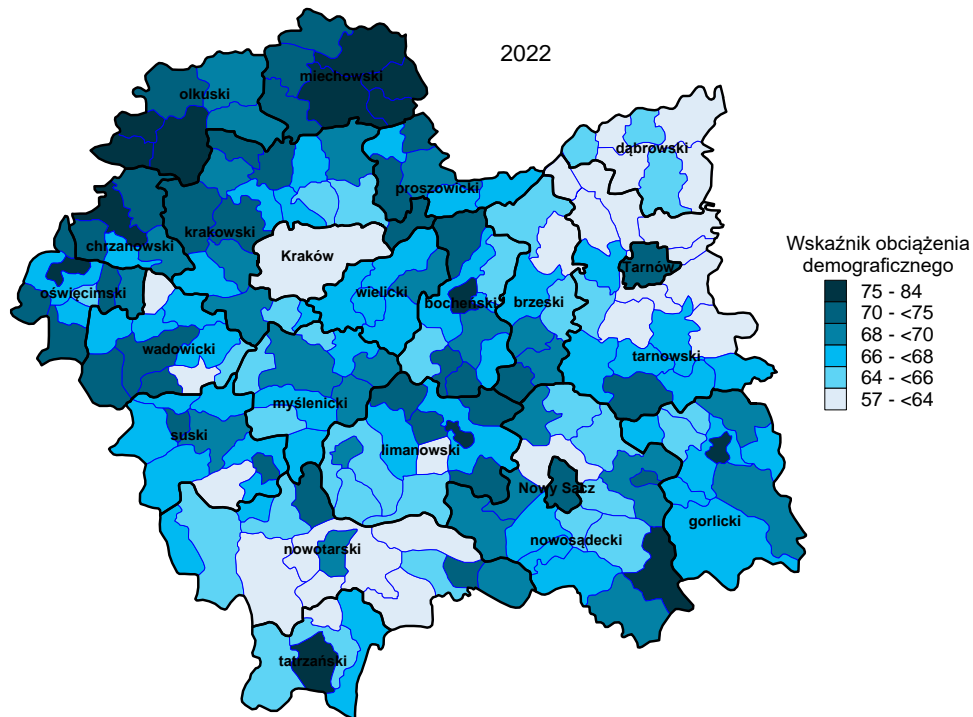 2022
miechowski
olkuski
dąbrowski
proszowicki
krakowski
chrzanowski
Kraków
Tarnów
oświęcimski
wielicki
bocheński
brzeski
wadowicki
tarnowski
myślenicki
suski
limanowski
Nowy Sącz
gorlicki
nowosądecki
nowotarski
tatrzański
Wskaźnik obciążenia
demograficznego
75 - 84
70 - <75
68 - <70
66 - <68
64 - <66
57 - <64